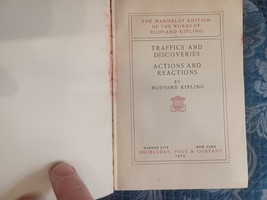 THE MANDALAY EDITION
OF THE WORKS OF
RUDYARD KIPLING
TRAFFICS AND
DISCOVERIES
ACTIONS AND
REACTIONS
BY
RUDYARD KIPLING
GARDEN CITY NEW YORK
DOUBLEDAY, PAGE & COMPANY
1925